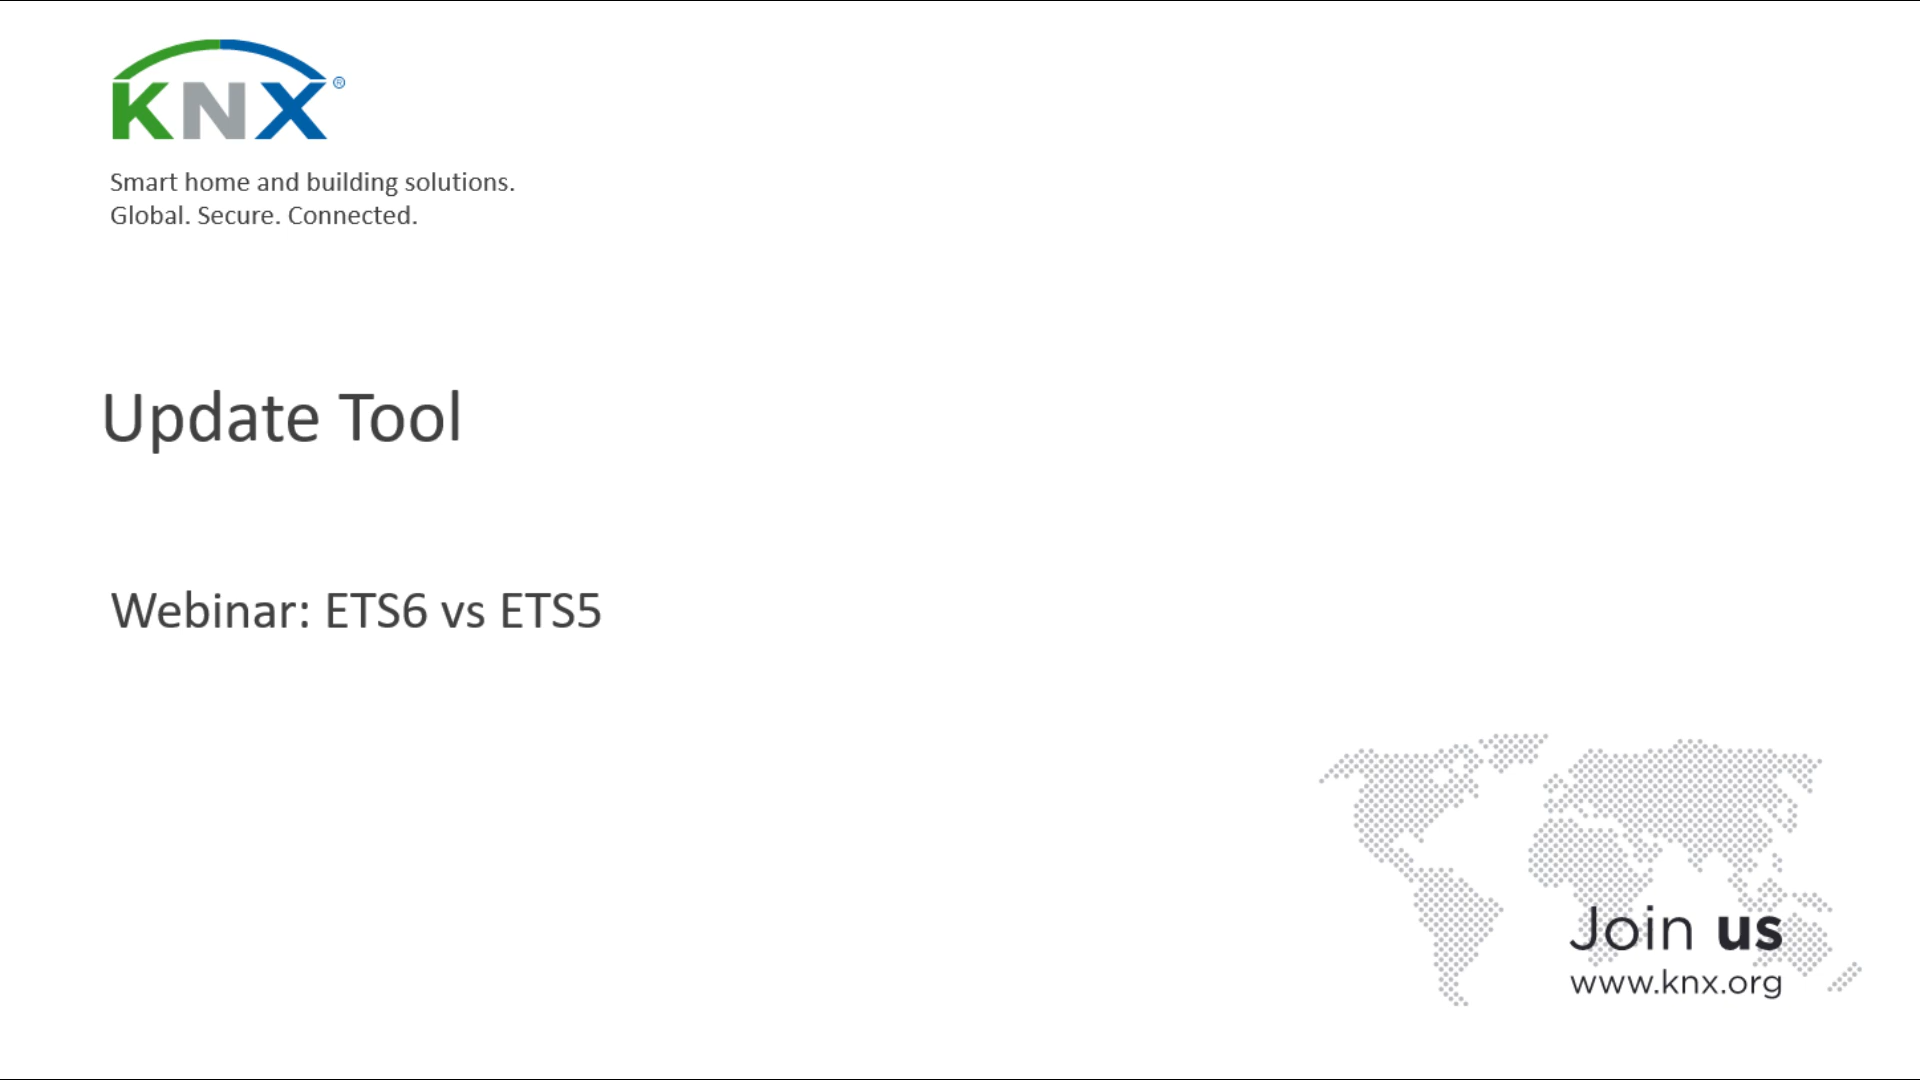 KNX®
Smart home and building solutions.
Global. Secure. Connected.
Update Tool
Webinar: ETS6 vs ETS5
Join us
www.knx.org